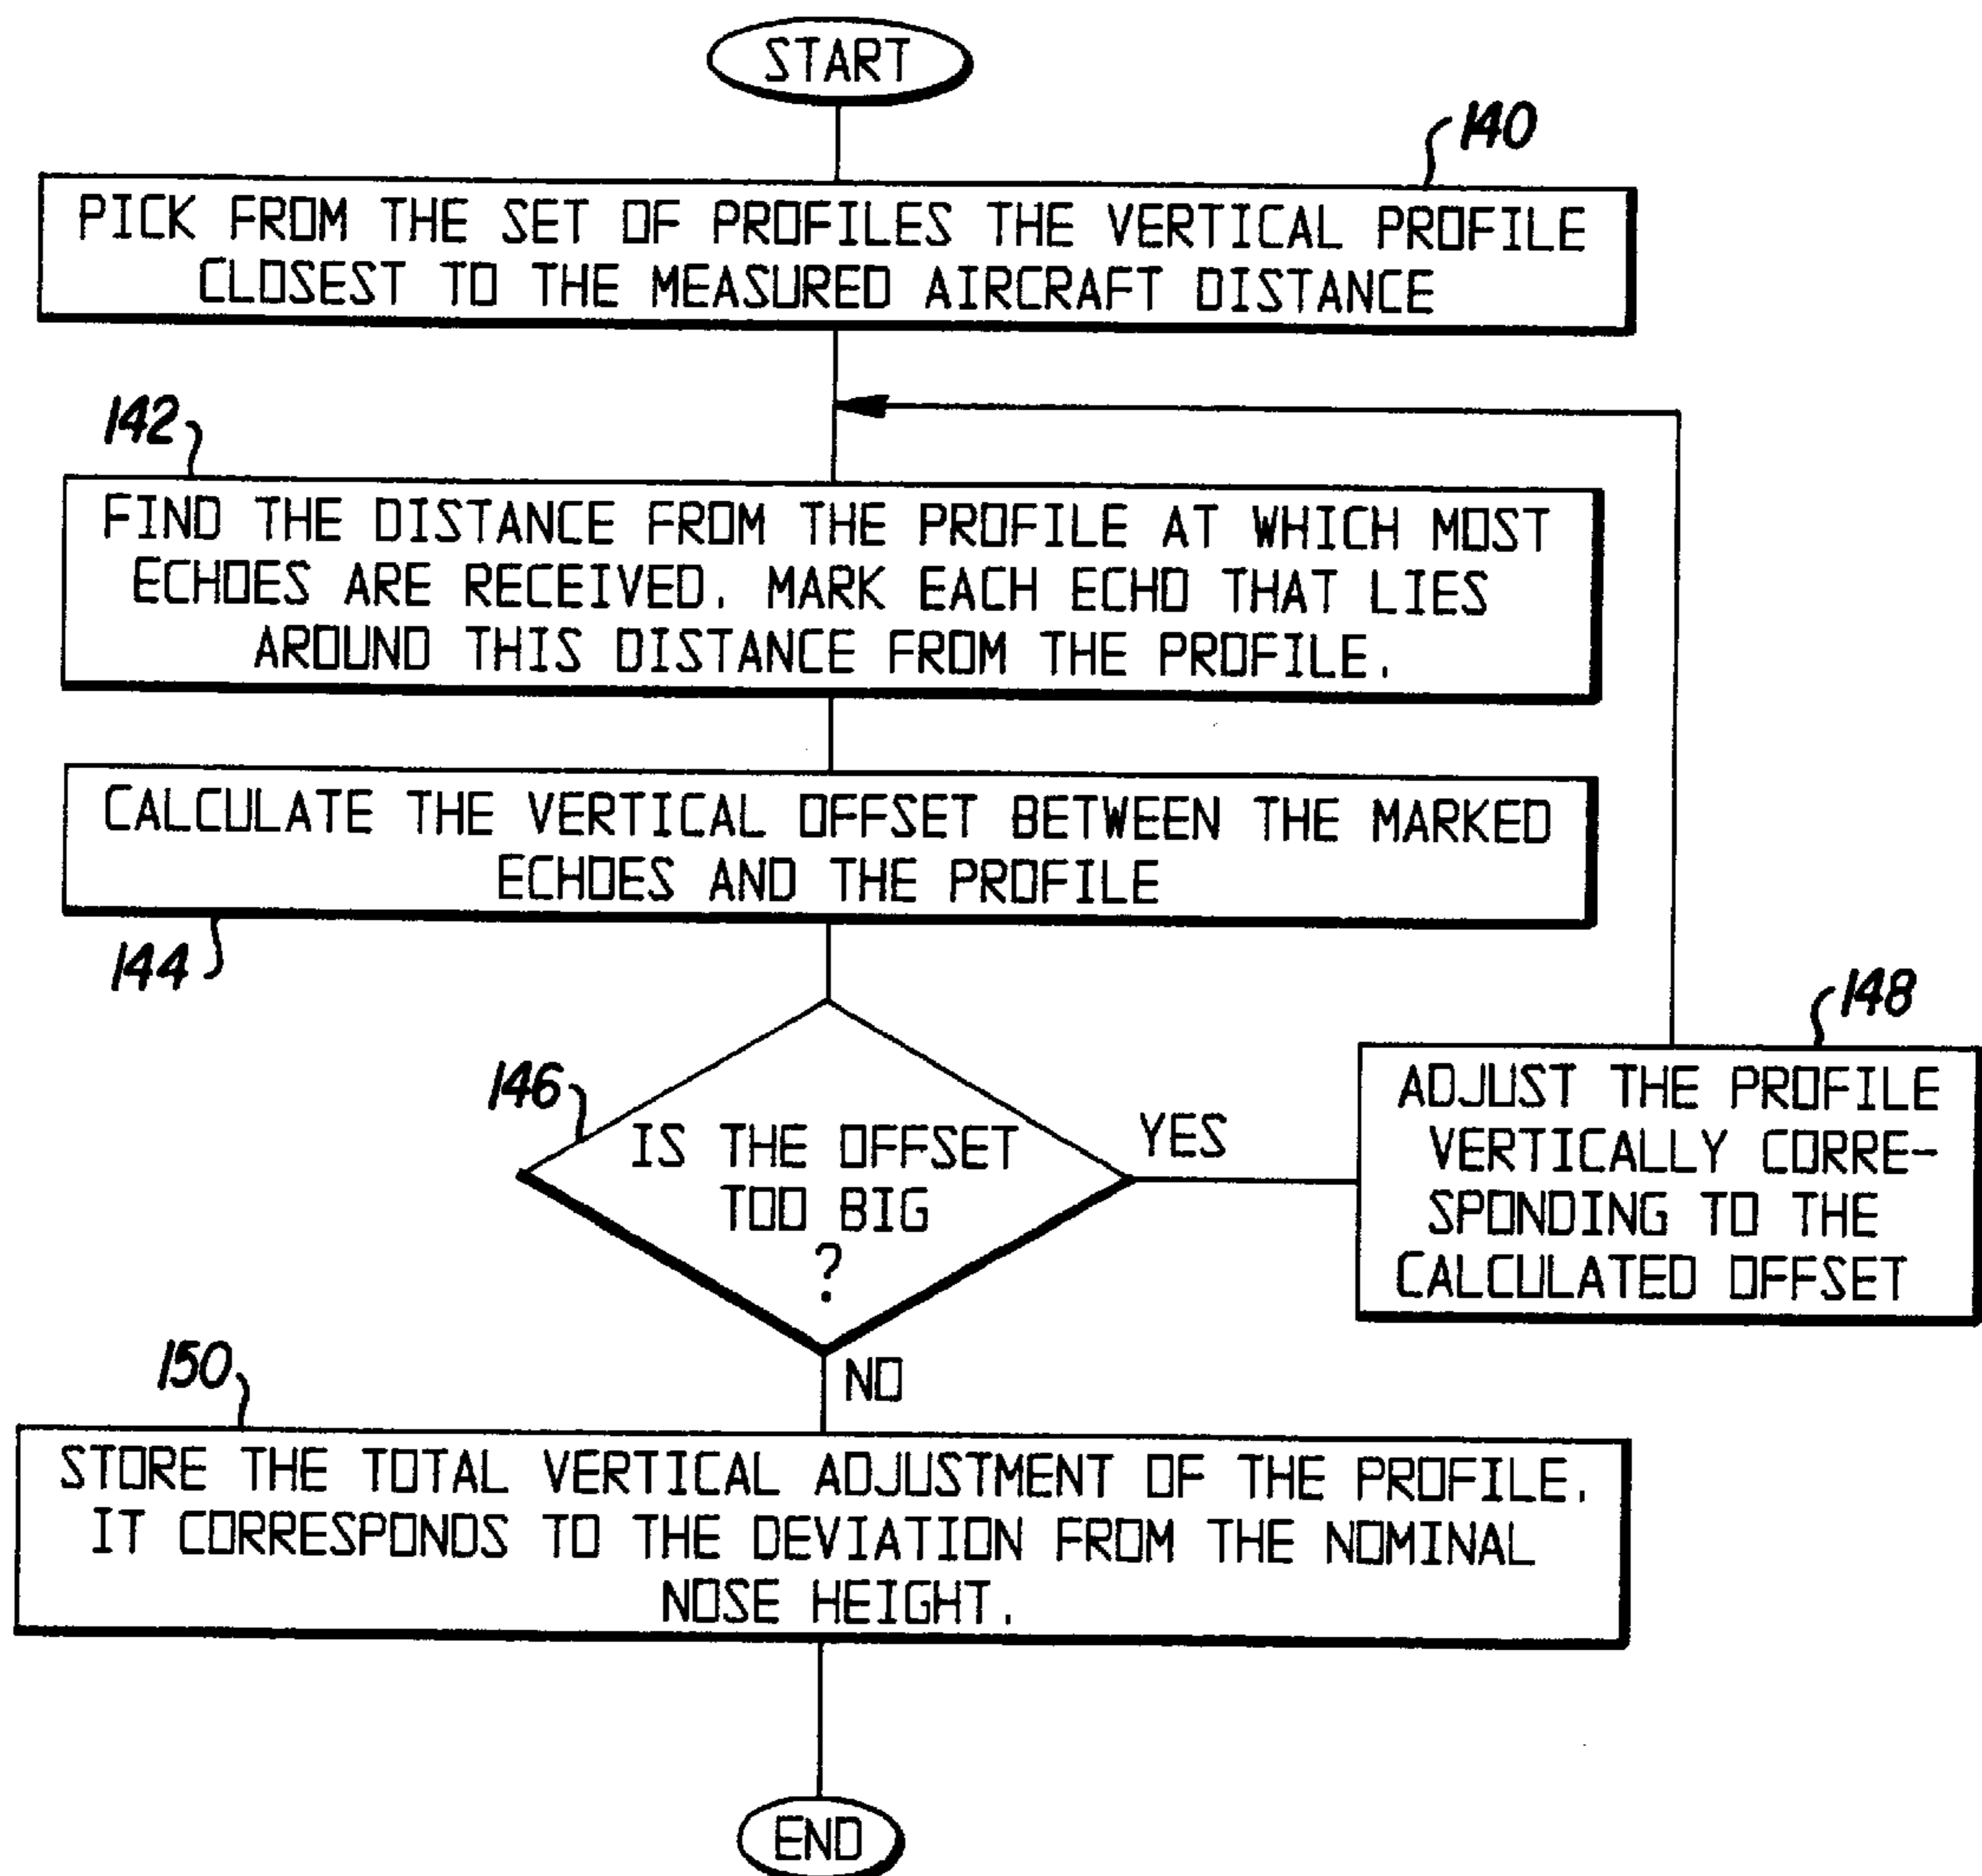 START
140
PICK FROM THE SET OF PROFILES THE VERTICAL PROFILE
CLOSEST TO THE MEASURED AIRCRAFT DISTANCE
142
FIND THE DISTANCE FROM THE PROFILE AT WHICH MOST
ECHOES ARE RECEIVED. MARK EACH ECHO THAT LIES
AROUND THIS DISTANCE FROM THE PROFILE.
CALCULATE THE VERTICAL OFFSET BETWEEN THE MARKED
ECHOES AND THE PROFILE
144
146
IS THE OFFSET
TOO BIG
?
YES
148
ADJUST THE PROFILE
VERTICALLY CORRE-
SPONDING TO THE
CALCULATED OFFSET
NO
150
STORE THE TOTAL VERTICAL ADJUSTMENT OF THE PROFILE.
IT CORRESPONDS TO THE DEVIATION FROM THE NOMINAL
NOSE HEIGHT.
END